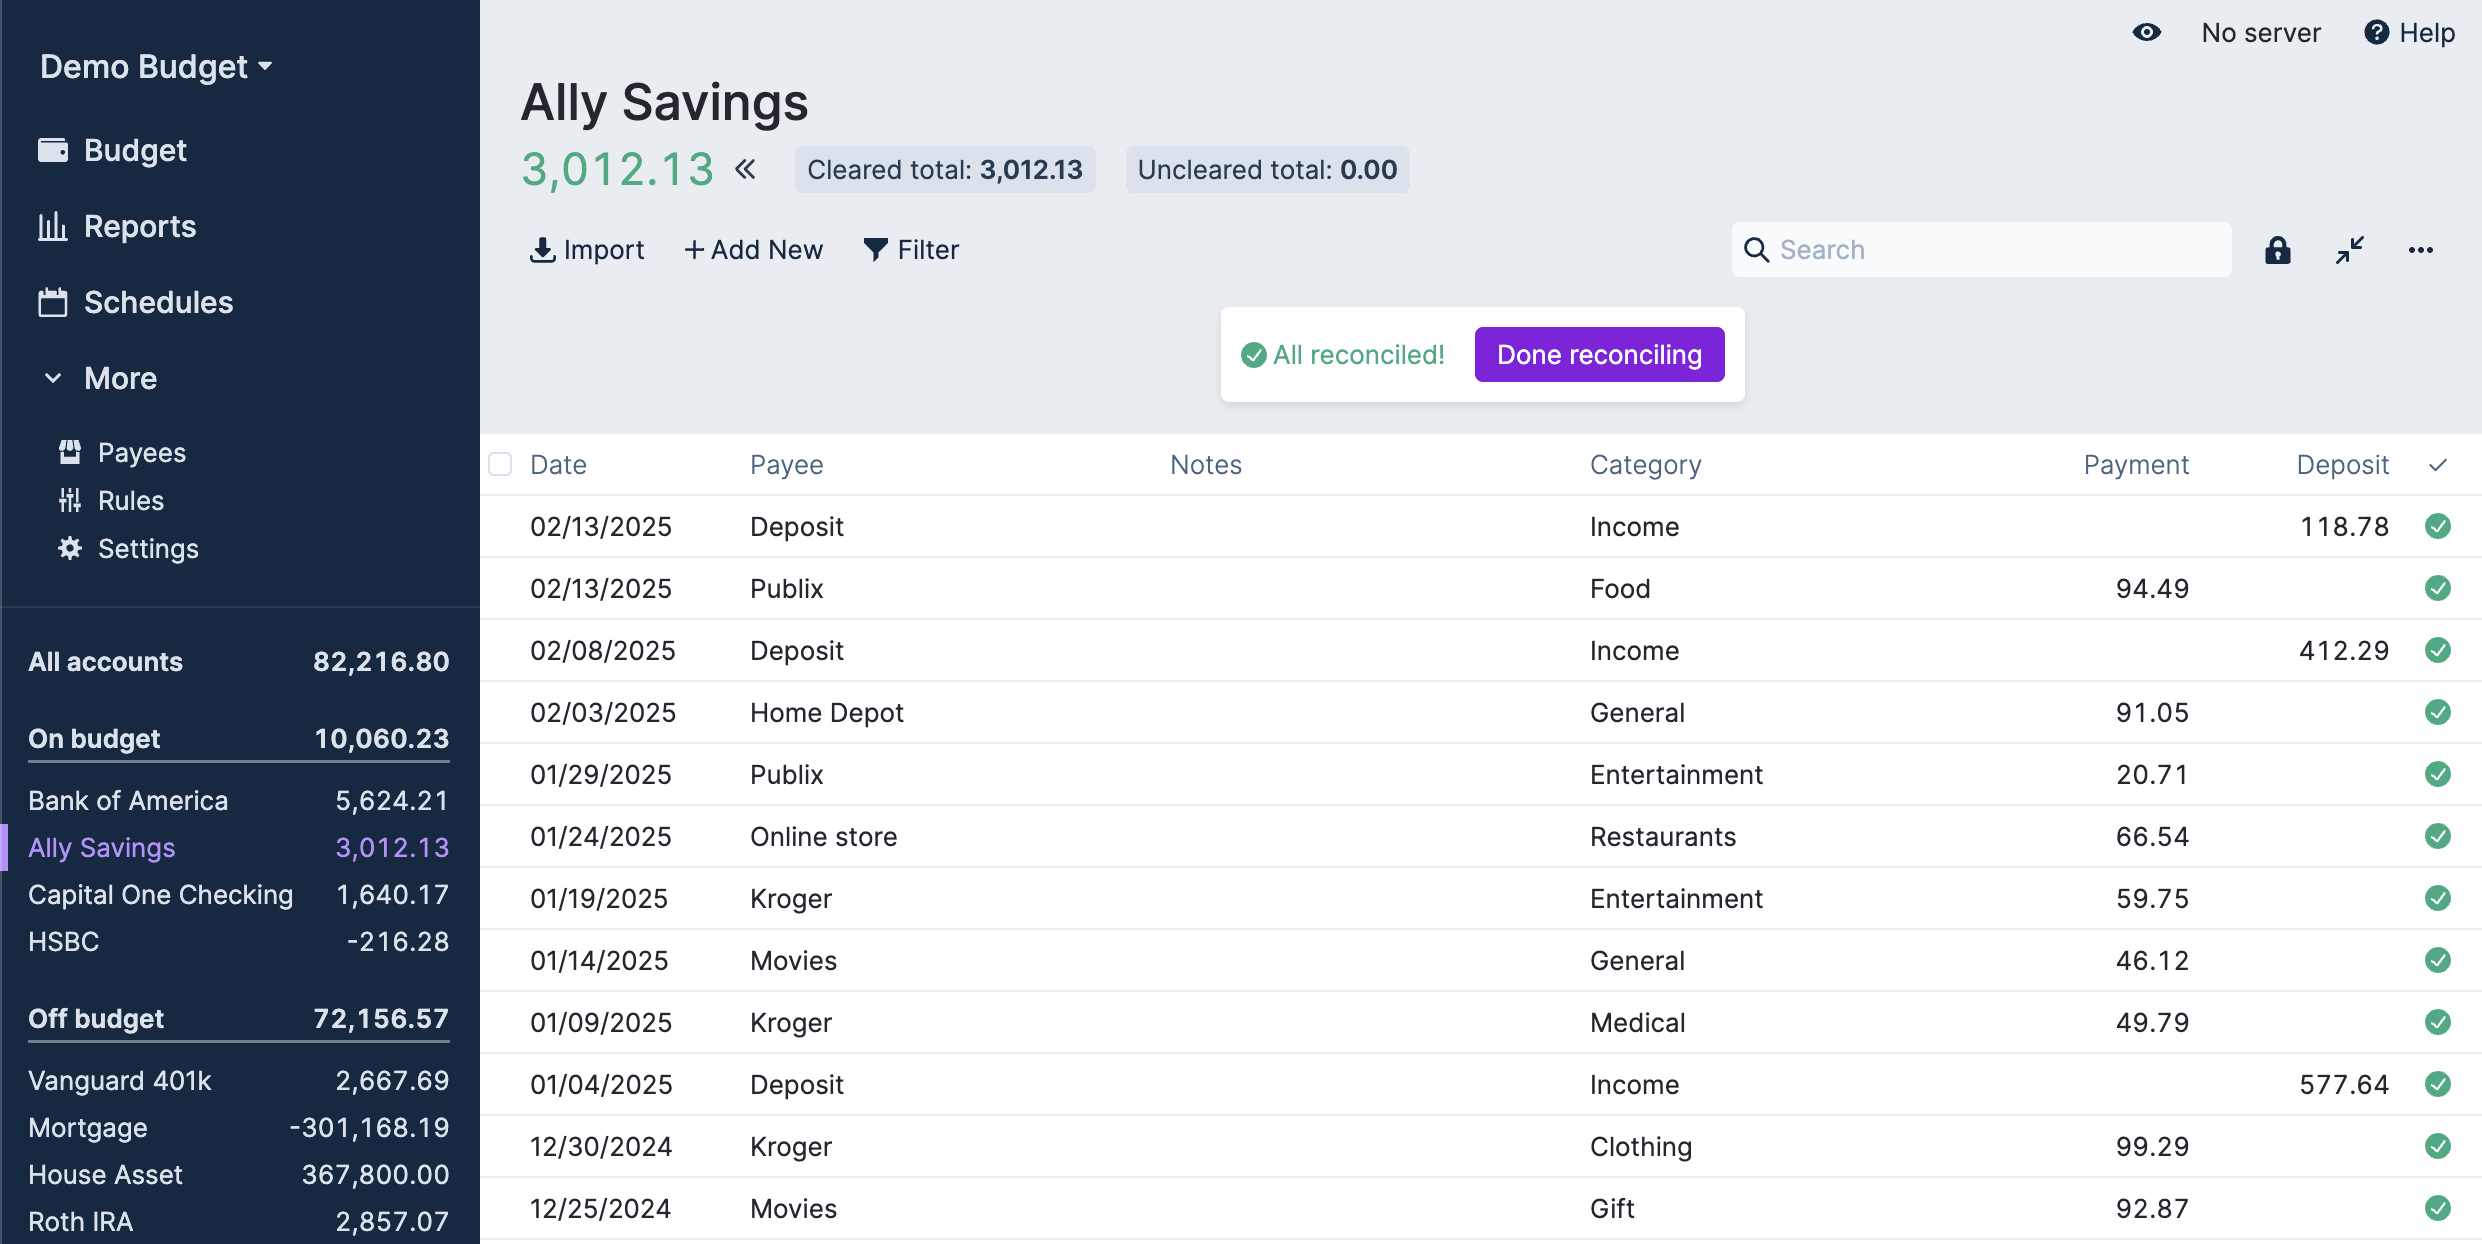 Demo Budget
Budget
Reports
Schedules
More
Payees
Rules
Settings
All accounts 82,216.80
On budget 10,060.23
Bank of America 5,624.21
Ally Savings 3,012.13
Capital One Checking 1,640.17
HSBC -216.28
Off budget 72,156.57
Vanguard 401k 2,667.69
Mortgage -301,168.19
House Asset 367,800.00
Roth IRA 2,857.07
No server Help
Ally Savings
3,012.13 Cleared total: 3,012.13 Uncleared total: 0.00
Import + Add New Filter Search
All reconciled! Done reconciling
Date Payee Notes Category Payment Deposit
02/13/2025 Deposit Income 118.78
02/13/2025 Publix Food 94.49
02/08/2025 Deposit Income 412.29
02/03/2025 Home Depot General 91.05
01/29/2025 Publix Entertainment 20.71
01/24/2025 Online store Restaurants 66.54
01/19/2025 Kroger Entertainment 59.75
01/14/2025 Movies General 46.12
01/09/2025 Kroger Medical 49.79
01/04/2025 Deposit Income 577.64
12/30/2024 Kroger Clothing 99.29
12/25/2024 Movies Gift 92.87